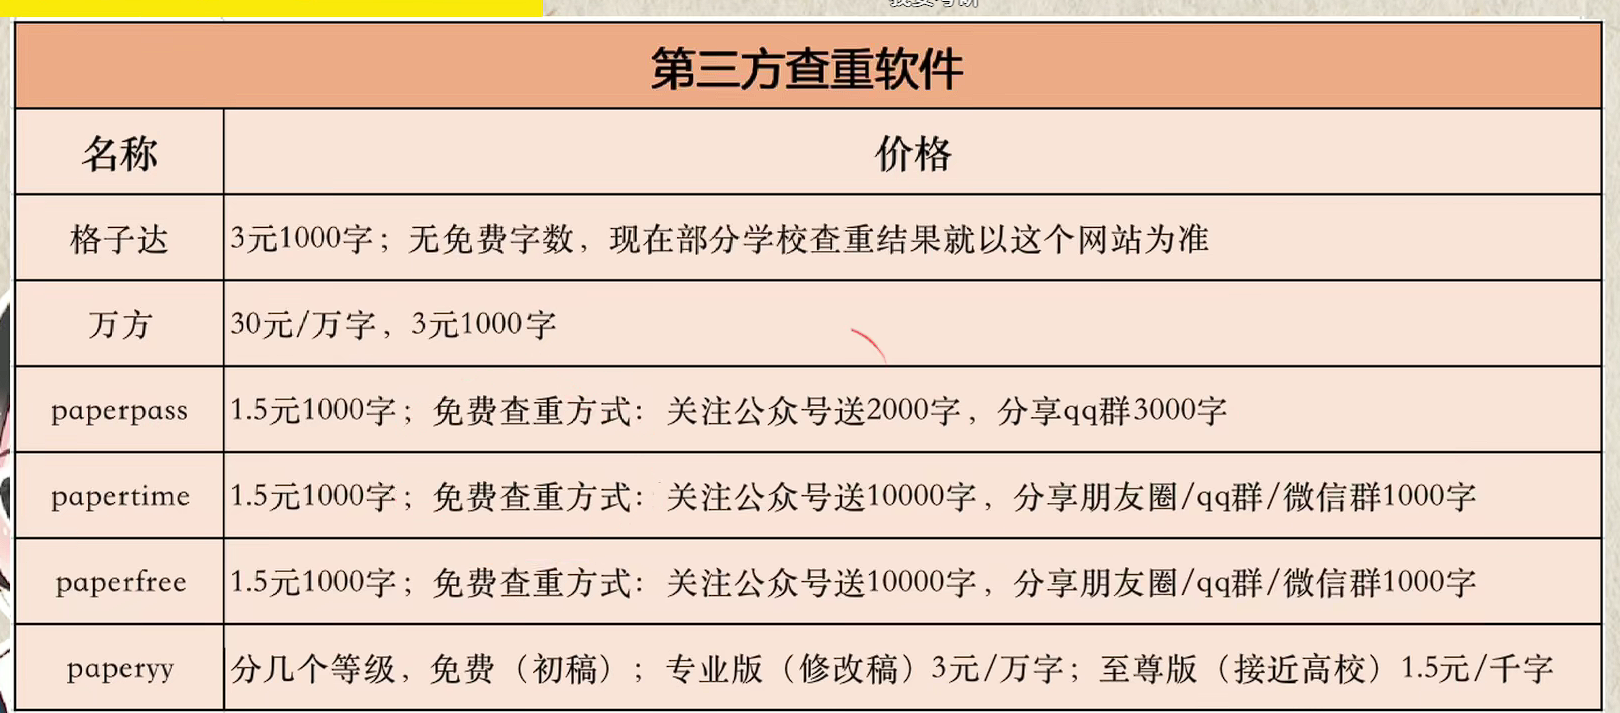 第三方查重软件
名称 价格
格子达 3元1000字；无免费字数，现在部分学校查重结果就以这个网站为准
万方 30元/万字，3元1000字
paperpass 1.5元1000字；免费查重方式：关注公众号送2000字，分享qq群3000字
papertime 1.5元1000字；免费查重方式：关注公众号送10000字，分享朋友圈/qq群/微信群1000字
paperfree 1.5元1000字；免费查重方式：关注公众号送10000字，分享朋友圈/qq群/微信群1000字
paperyy 分几个等级，免费（初稿）；专业版（修改稿）3元/万字；至尊版（接近高校）1.5元/千字